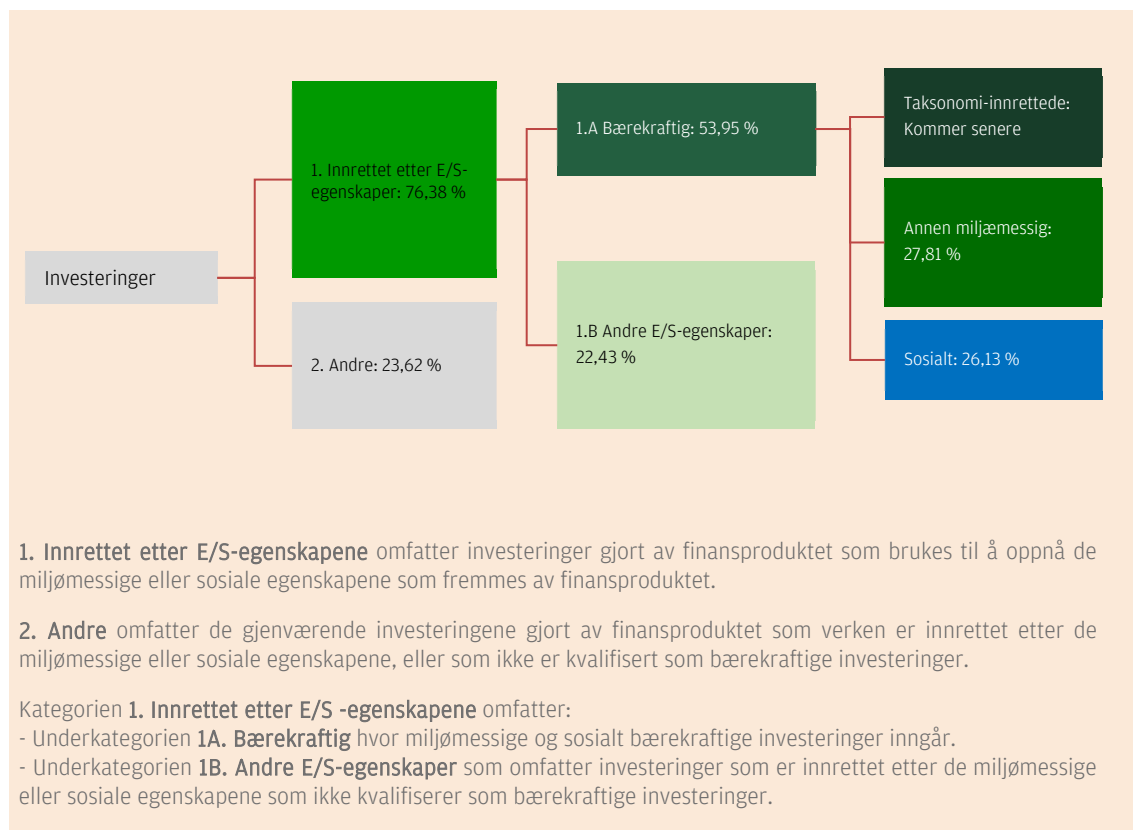 Investeringer
1. Innrettet etter E/S-
egenskaper: 76,38 %
2. Andre: 23,62 %
1.A Bærekraftig: 53,95 %
1.B Andre E/S-egenskaper:
22,43 %
Taksonomi-innrettede:
Kommer senere
Annen miljæmessig:
27,81 %
Sosialt: 26,13 %
1. Innrettet etter E/S-egenskapene omfatter investeringer gjort av finansproduktet som brukes til å oppnå de
miljømessige eller sosiale egenskapene som fremmes av finansproduktet.
2. Andre omfatter de gjenværende investeringene gjort av finansproduktet som verken er innrettet etter de
miljømessige eller sosiale egenskapene, eller som ikke er kvalifisert som bærekraftige investeringer.
Kategorien 1. Innrettet etter E/S -egenskapene omfatter:
- Underkategorien 1A. Bærekraftig hvor miljømessige og sosialt bærekraftige investeringer inngår.
- Underkategorien 1B. Andre E/S-egenskaper som omfatter investeringer som er innrettet etter de miljømessige
eller sosiale egenskapene som ikke kvalifiserer som bærekraftige investeringer.